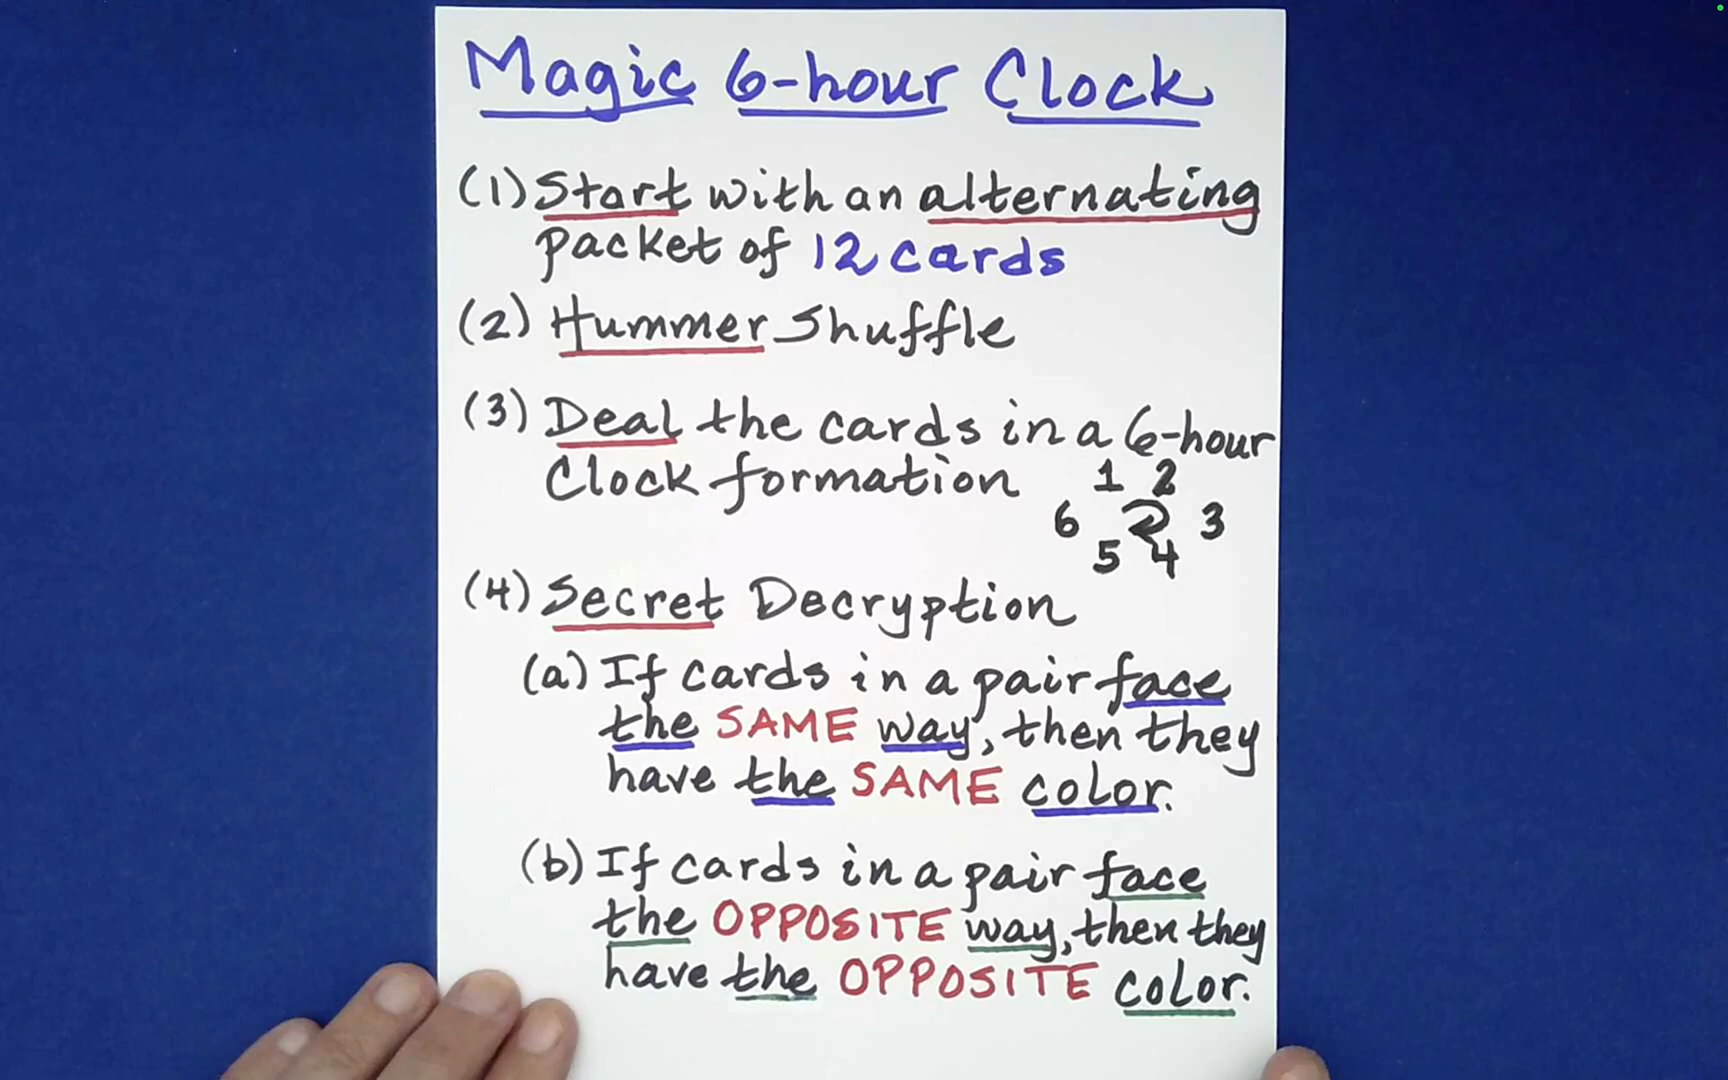 Magic 6-hour Clock
(1) Start with an alternating
packet of 12 cards
(2) Hummer Shuffle
(3) Deal the cards in a 6-hour
Clock formation
1 2
6 3
5 4
(4) Secret Decryption
(a) If cards in a pair face
the SAME way, then they
have the SAME color.
(b) If cards in a pair face
the OPPOSITE way, then they
have the OPPOSITE color.